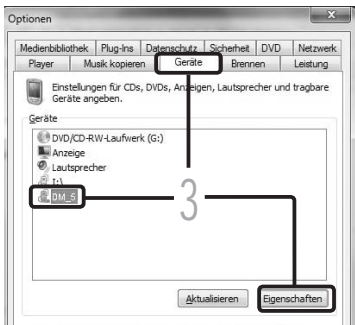 Optionen
Medienbibliothek Plug-Ins Datenschutz Sicherheit DVD Netzwerk
Player Musik kopieren Geräte Brennen Leistung
Einstellungen für CDs, DVDs, Anzeigen, Lautsprecher und tragbare
Geräte angeben.
Geräte
DVD/CD-RW-Laufwerk (G:)
Anzeige
Lautsprecher
I:\
DM_5
3
Aktualisieren Eigenschaften